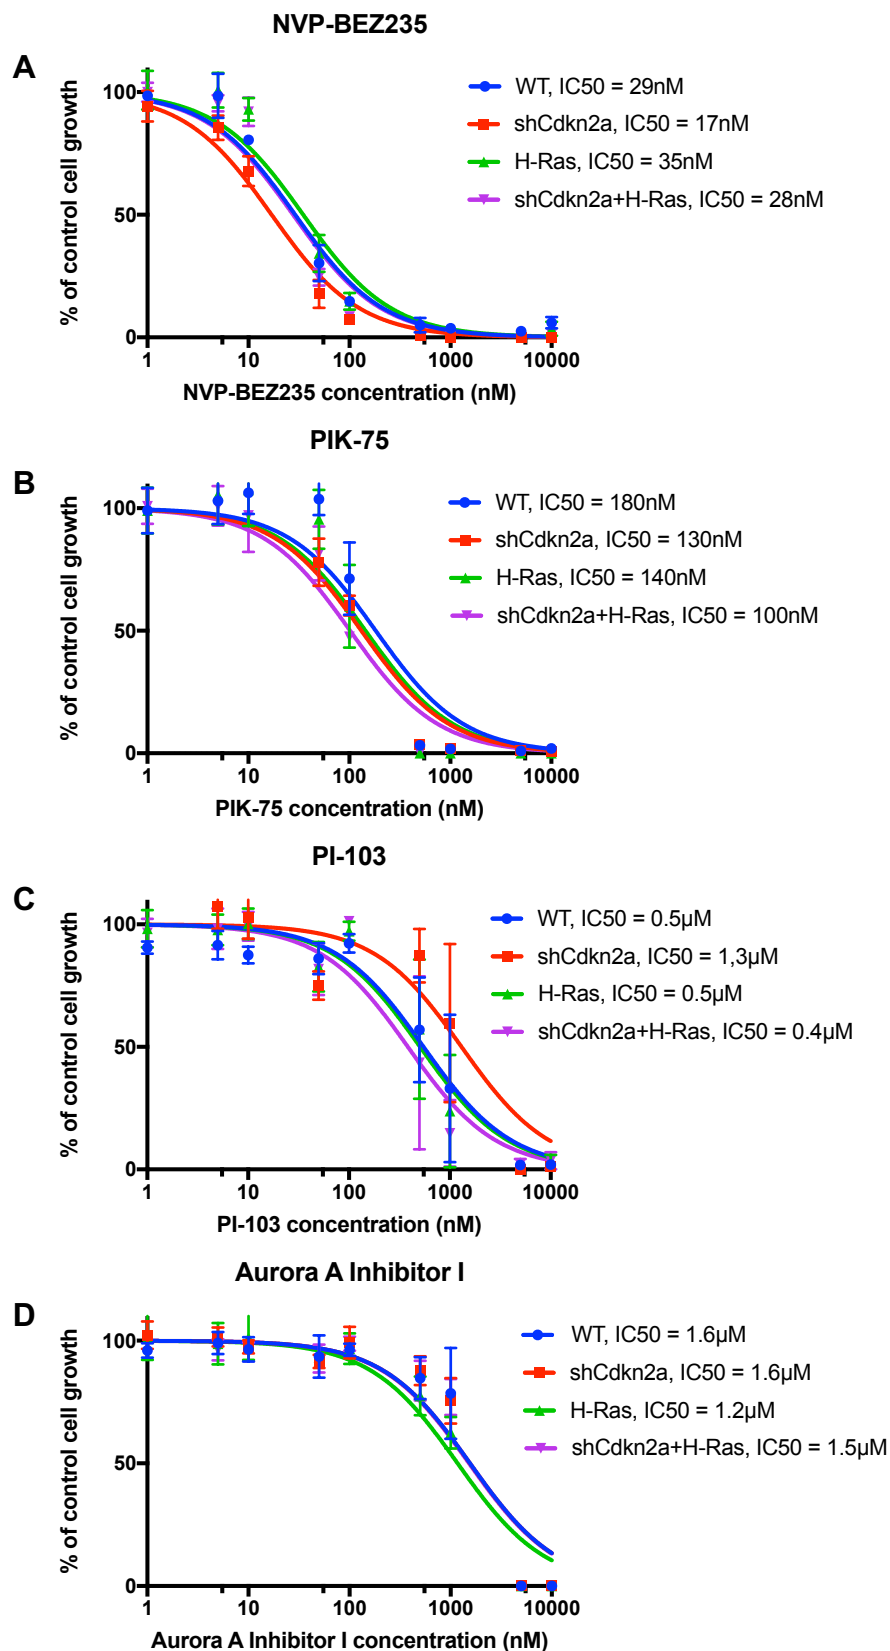 NVP-BEZ235
A
% of control cell growth
100
50
0
1 10 100 1000 10000
NVP-BEZ235 concentration (nM)
WT, IC50 = 29nM
shCdkn2a, IC50 = 17nM
H-Ras, IC50 = 35nM
shCdkn2a+H-Ras, IC50 = 28nM
PIK-75
B
% of control cell growth
100
50
0
1 10 100 1000 10000
PIK-75 concentration (nM)
WT, IC50 = 180nM
shCdkn2a, IC50 = 130nM
H-Ras, IC50 = 140nM
shCdkn2a+H-Ras, IC50 = 100nM
PI-103
C
% of control cell growth
100
50
0
1 10 100 1000 10000
PI-103 concentration (nM)
WT, IC50 = 0.5µM
shCdkn2a, IC50 = 1,3µM
H-Ras, IC50 = 0.5µM
shCdkn2a+H-Ras, IC50 = 0.4µM
Aurora A Inhibitor I
D
% of control cell growth
100
50
0
1 10 100 1000 10000
Aurora A Inhibitor I concentration (nM)
WT, IC50 = 1.6µM
shCdkn2a, IC50 = 1.6µM
H-Ras, IC50 = 1.2µM
shCdkn2a+H-Ras, IC50 = 1.5µM